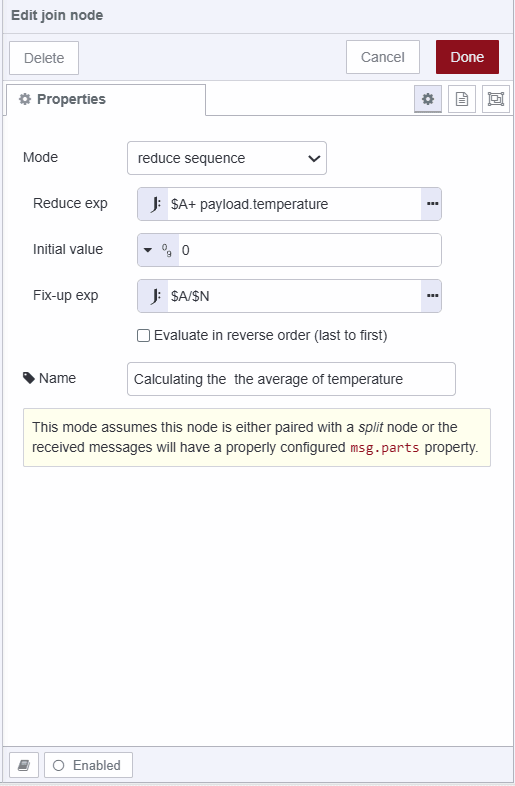 Edit join node
Delete
Cancel
Done
Properties
Mode
reduce sequence
Reduce exp
J: $A+ payload.temperature
Initial value
0 9 0
Fix-up exp
J: $A/$N
Evaluate in reverse order (last to first)
Name
Calculating the  the average of temperature
This mode assumes this node is either paired with a split node or the
received messages will have a properly configured msg.parts property.
Enabled